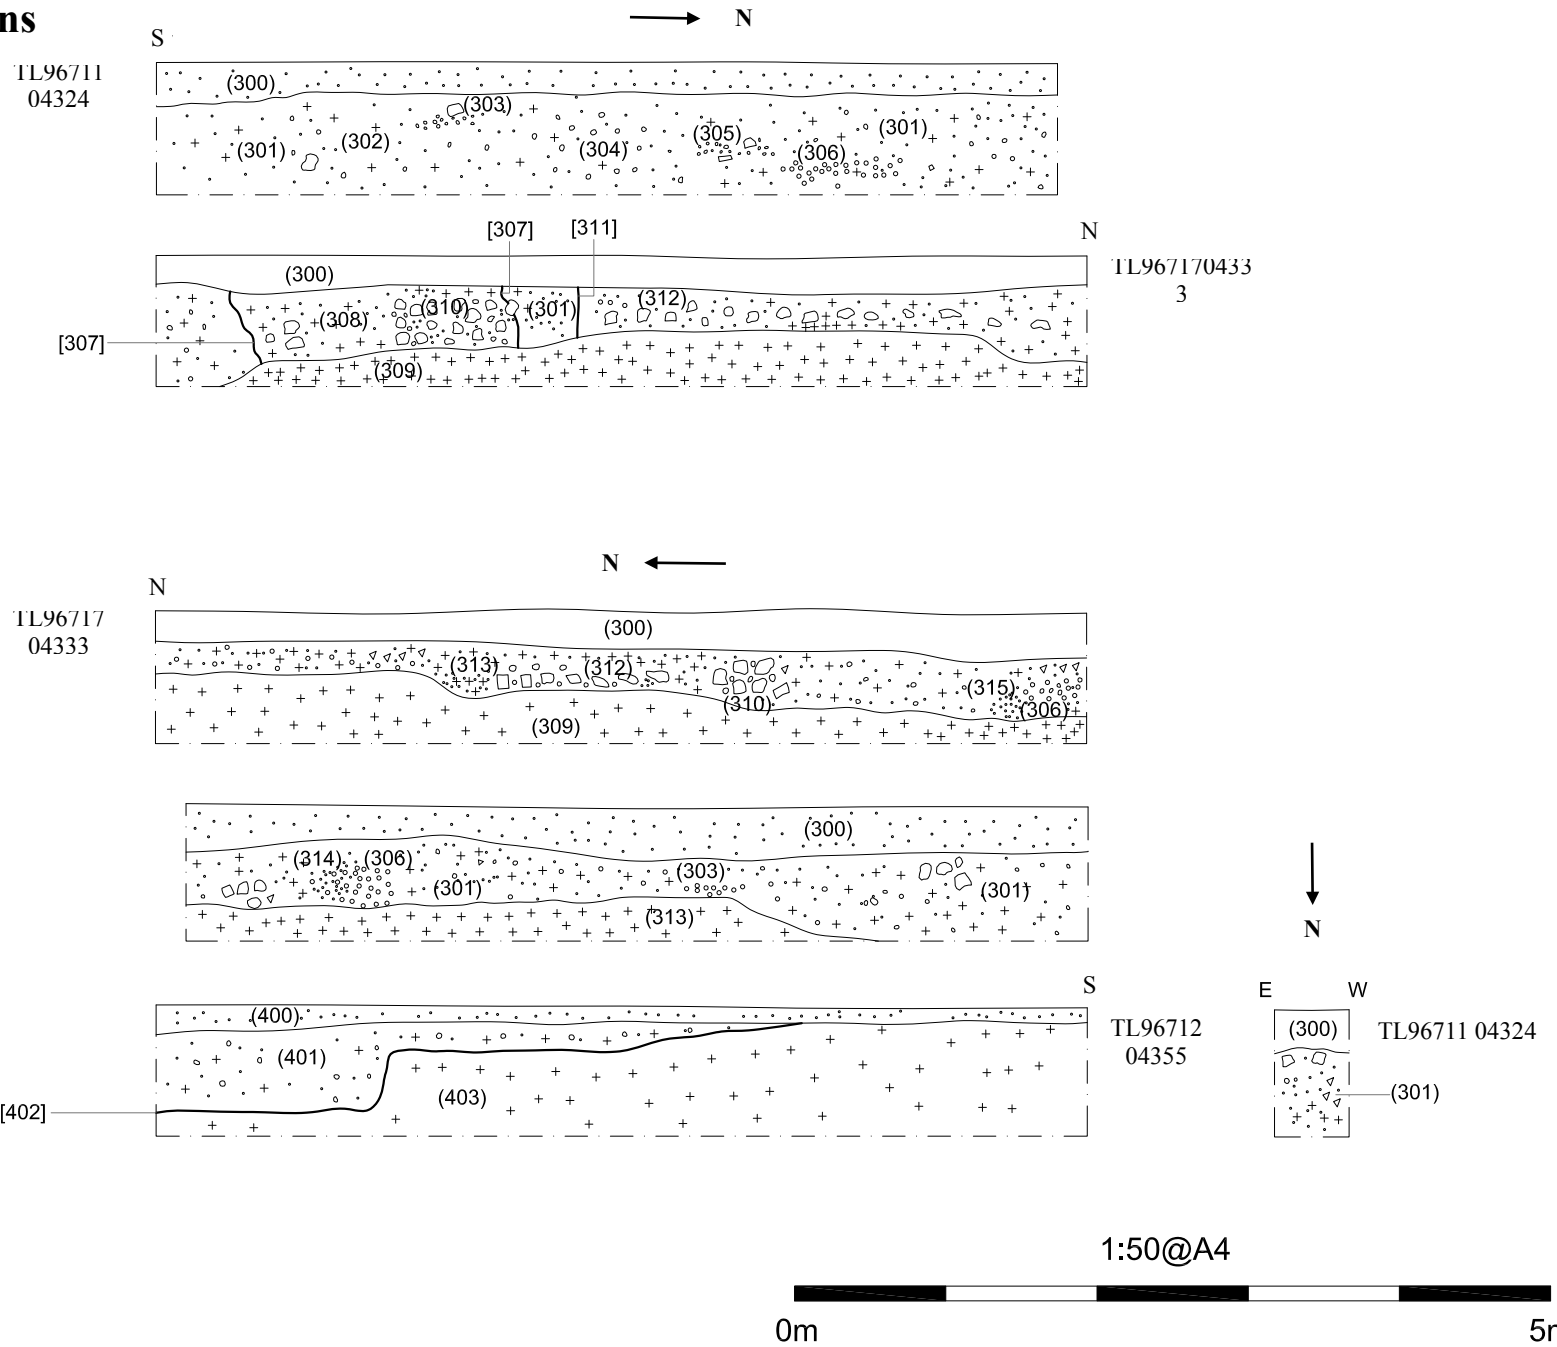 ns
N
S
TL96711
04324
(300)
(303)
(301)
(302)
(304)
(305)
(306)
(301)
[307]
[311]
N
(300)
TL967170433
3
(308)
(310)
(301)
(312)
[307]
(309)
N
N
TL96717
04333
(300)
(313)
(312)
(310)
(315)
(306)
(309)
(300)
(314)
(306)
(301)
(303)
(301)
(313)
N
S
E
W
(400)
(401)
(403)
[402]
TL96712
04355
(300)
TL96711 04324
(301)
1:50@A4
0m
5